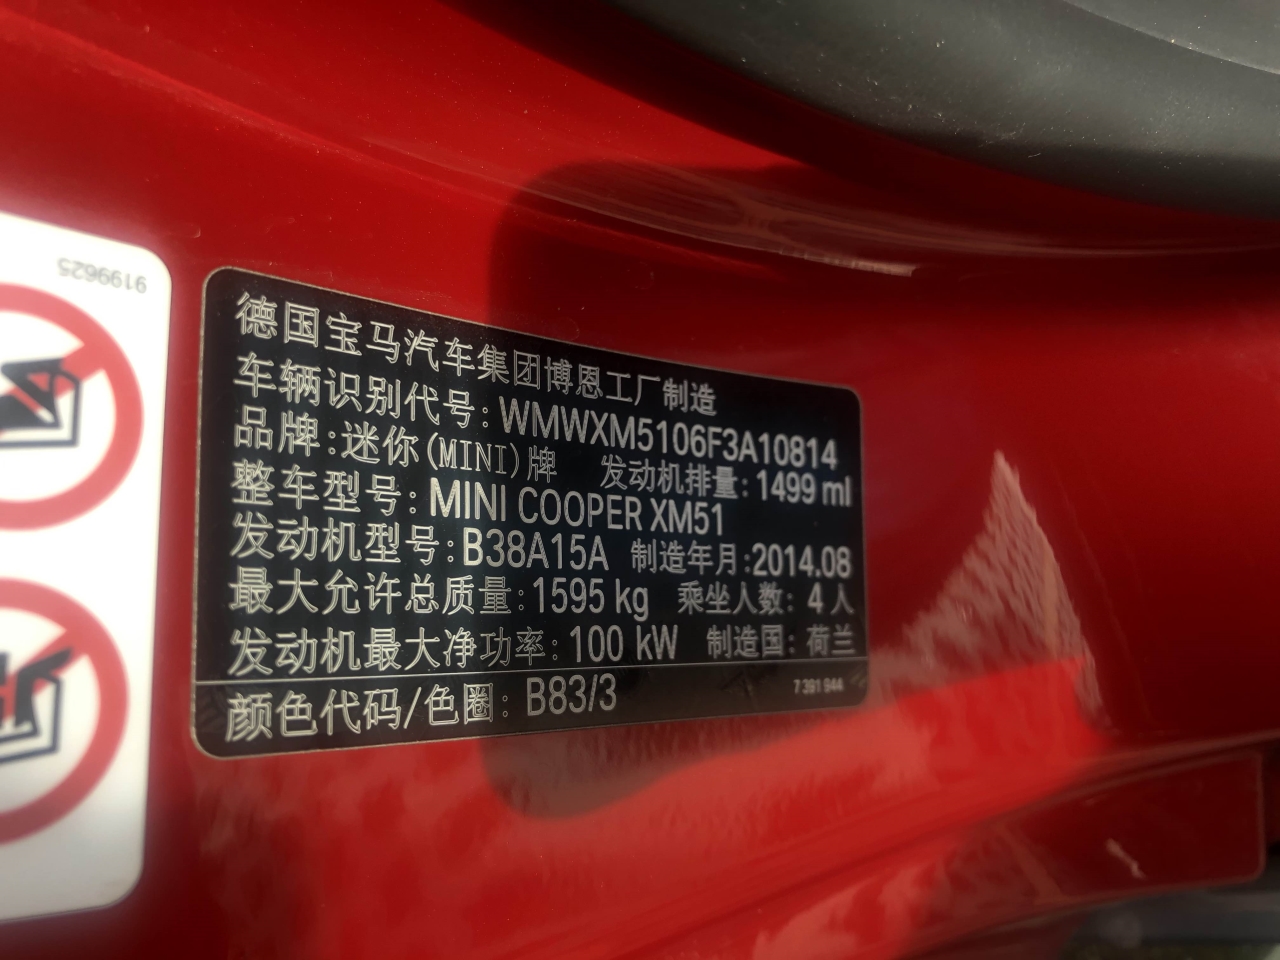 9199625
德国宝马汽车集团博恩工厂制造
车辆识别代号: WMWXM5106F3A10814
品牌: 迷你(MINI)牌 发动机排量: 1499 ml
整车型号: MINI COOPER XM51
发动机型号: B38A15A 制造年月: 2014.08
最大允许总质量: 1595 kg 乘坐人数: 4 人
发动机最大净功率: 100 kW 制造国: 荷兰
颜色代码/色圈: B83/3 7 391 944